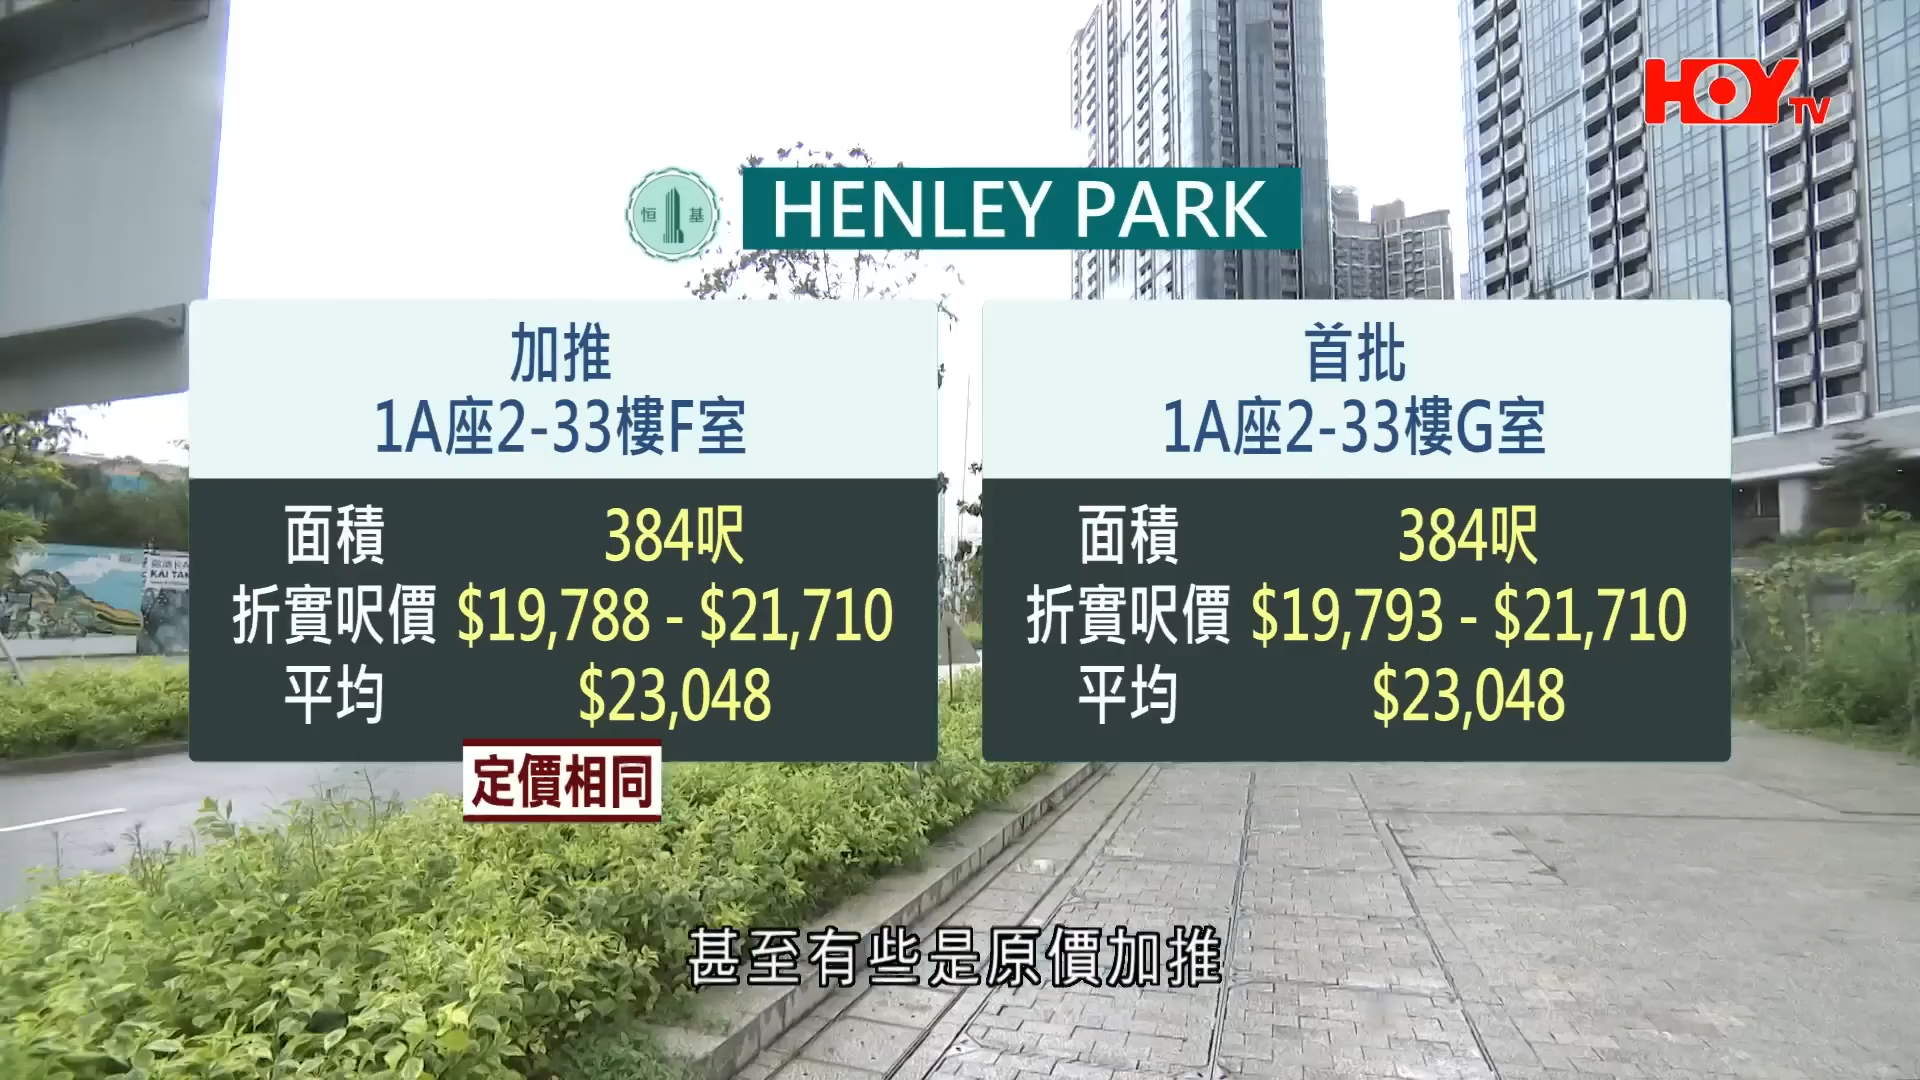 HOY TV
恒基
HENLEY PARK
加推
1A座2-33樓F室
面積 384呎
折實呎價 $19,788 - $21,710
平均 $23,048
定價相同
首批
1A座2-33樓G室
面積 384呎
折實呎價 $19,793 - $21,710
平均 $23,048
KAI TAK
甚至有些是原價加推